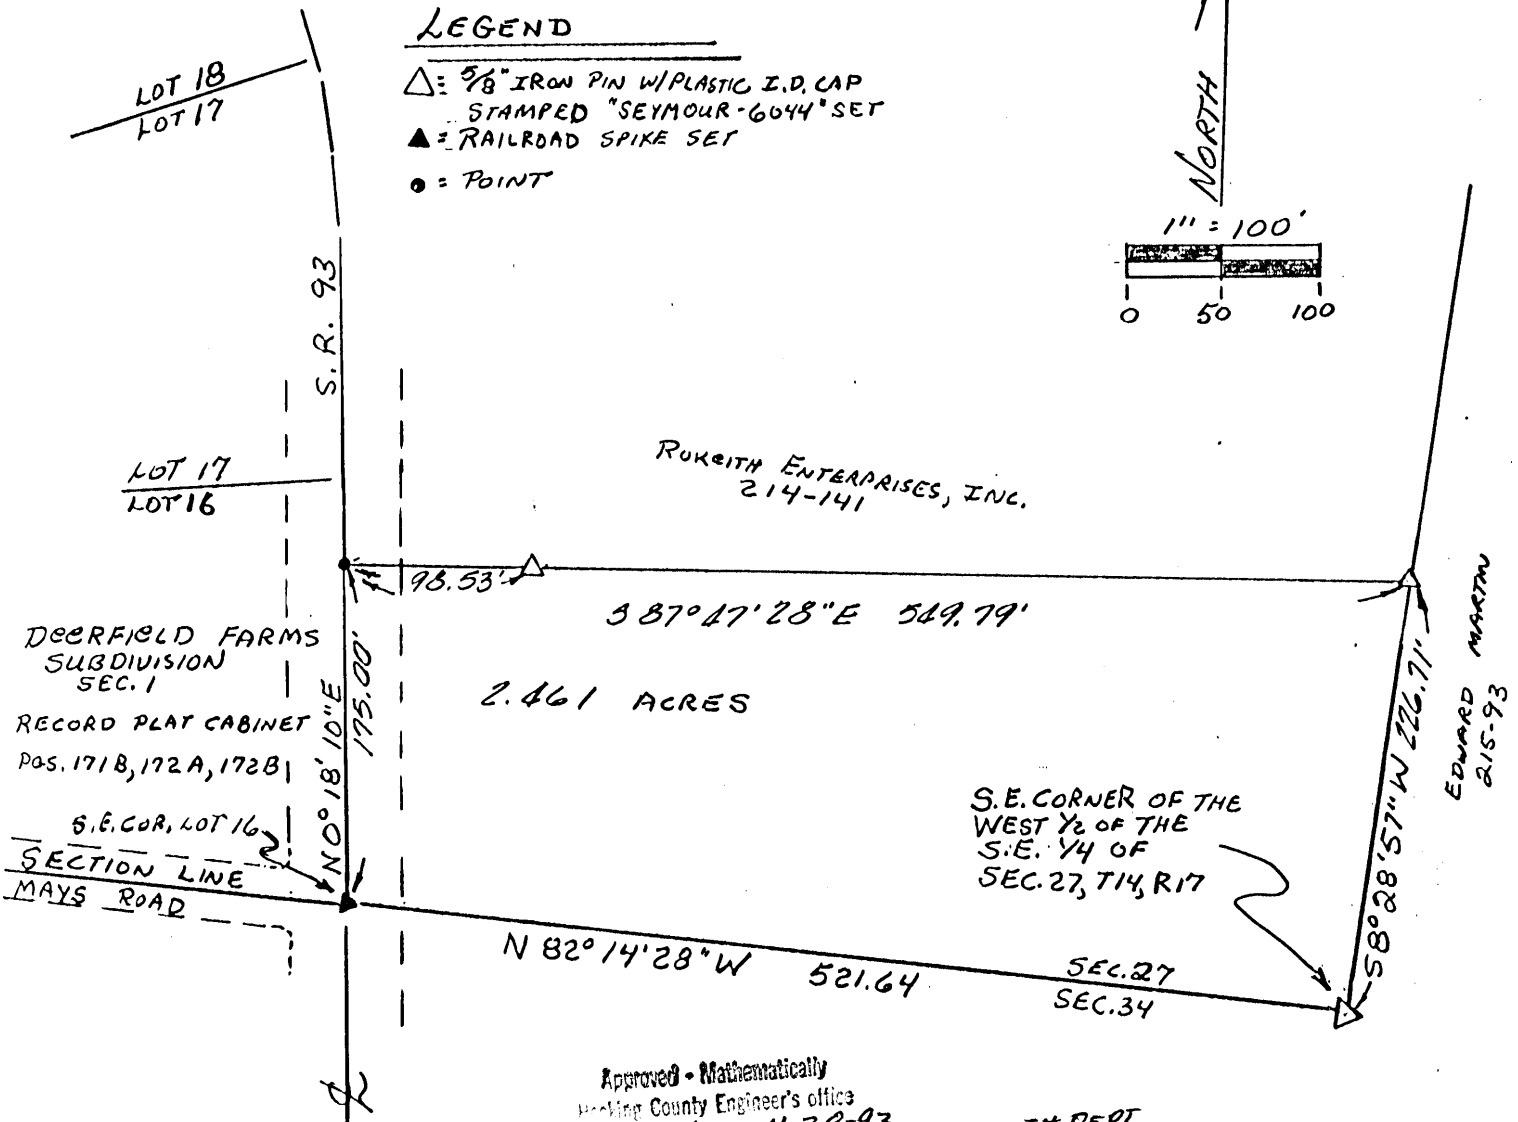 LEGEND
△ = 5/8" IRON PIN W/PLASTIC I.D. CAP
STAMPED "SEYMOUR-6044" SET
▲ = RAILROAD SPIKE SET
● = POINT
NORTH
1" = 100'
0 50 100
LOT 18
LOT 17
S.R. 93
LOT 17
LOT 16
RUKEITH ENTERPRISES, INC.
214-141
98.53'
S 87° 47' 28" E 549.79'
DEERFIELD FARMS
SUBDIVISION
SEC. 1
RECORD PLAT CABINET
PGS. 171B, 172A, 172B
2.461 ACRES
N 0° 18' 10" E
175.00'
S 8° 28' 57" W 226.71'
EDWARD MARTIN
215-93
S.E. COR. LOT 16
SECTION LINE
MAYS ROAD
S.E. CORNER OF THE
WEST 1/2 OF THE
S.E. 1/4 OF
SEC. 27, T14, R17
N 82° 14' 28" W 521.64
SEC. 27
SEC. 34
Approved - Mathematically
Hocking County Engineer's office
DEPT